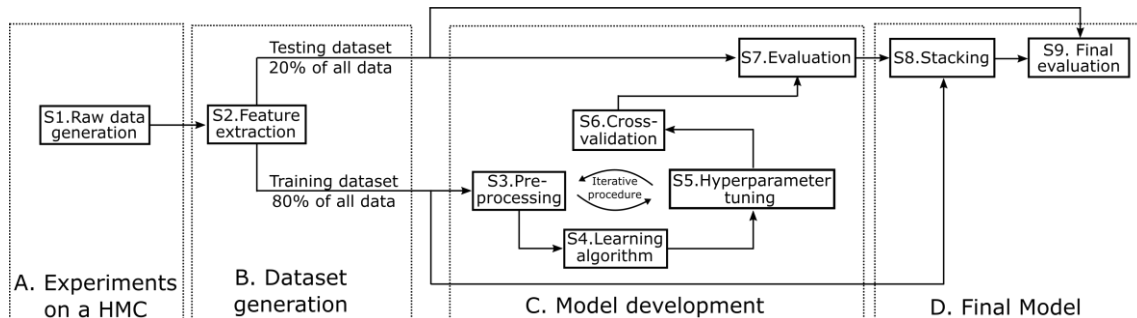 Testing dataset
20% of all data
S7.Evaluation
S8.Stacking
S9. Final
evaluation
S1.Raw data
generation
S2.Feature
extraction
S6.Cross-
validation
Training dataset
80% of all data
S3.Pre-
processing
Iterative
procedure
S5.Hyperparameter
tuning
S4.Learning
algorithm
A. Experiments
on a HMC
B. Dataset
generation
C. Model development
D. Final Model